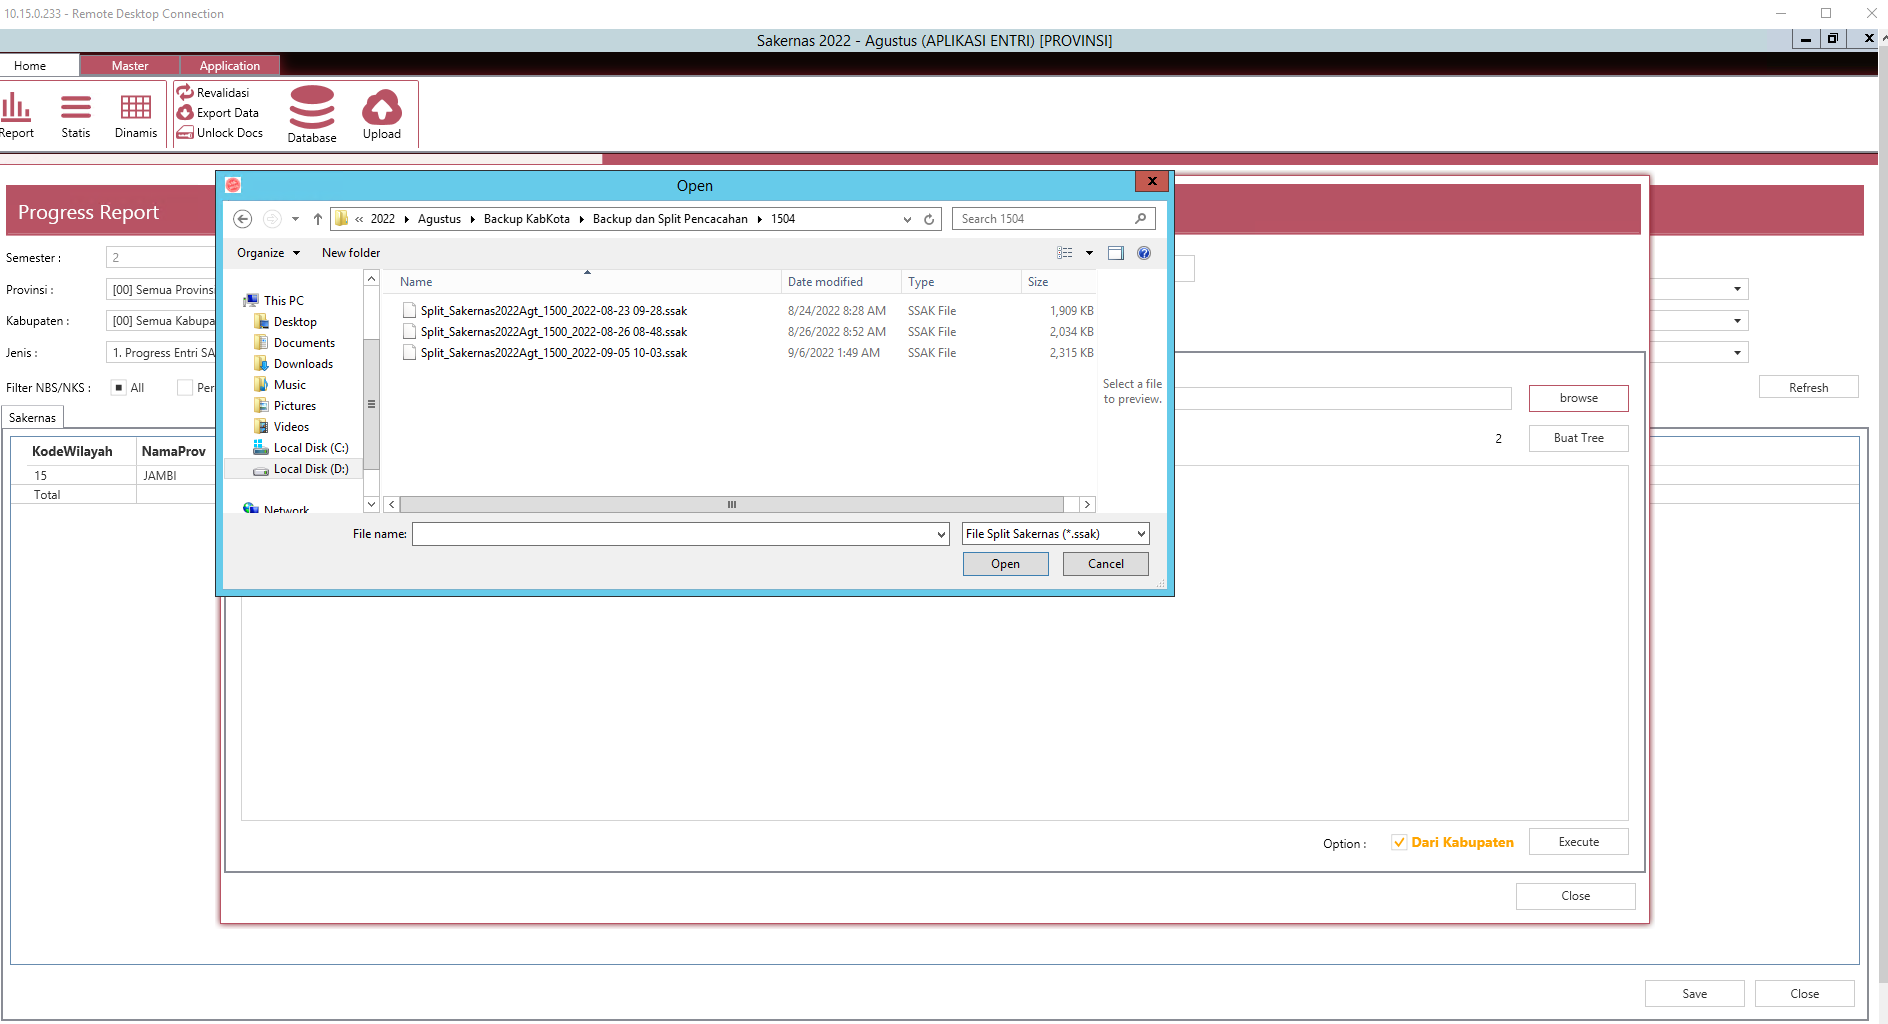 10.15.0.233 - Remote Desktop Connection
Sakernas 2022 - Agustus (APLIKASI ENTRI) [PROVINSI]
Home Master Application
Report Statis Dinamis
Revalidasi
Export Data
Unlock Docs
Database Upload
Progress Report
Semester : 2
Provinsi : [00] Semua Provinsi
Kabupaten : [00] Semua Kabupa
Jenis : 1. Progress Entri SA
Filter NBS/NKS : All Per
Refresh
Sakernas
KodeWilayah NamaProv
15 JAMBI
Total
Open
« 2022 Agustus Backup KabKota Backup dan Split Pencacahan 1504
Search 1504
Organize New folder
This PC
Desktop
Documents
Downloads
Music
Pictures
Videos
Local Disk (C:)
Local Disk (D:)
Network
Name Date modified Type Size
Split_Sakernas2022Agt_1500_2022-08-23 09-28.ssak 8/24/2022 8:28 AM SSAK File 1,909 KB
Split_Sakernas2022Agt_1500_2022-08-26 08-48.ssak 8/26/2022 8:52 AM SSAK File 2,034 KB
Split_Sakernas2022Agt_1500_2022-09-05 10-03.ssak 9/6/2022 1:49 AM SSAK File 2,315 KB
Select a file
to preview.
File name: File Split Sakernas (*.ssak)
Open Cancel
browse
2 Buat Tree
Option : Dari Kabupaten Execute
Close
Save Close